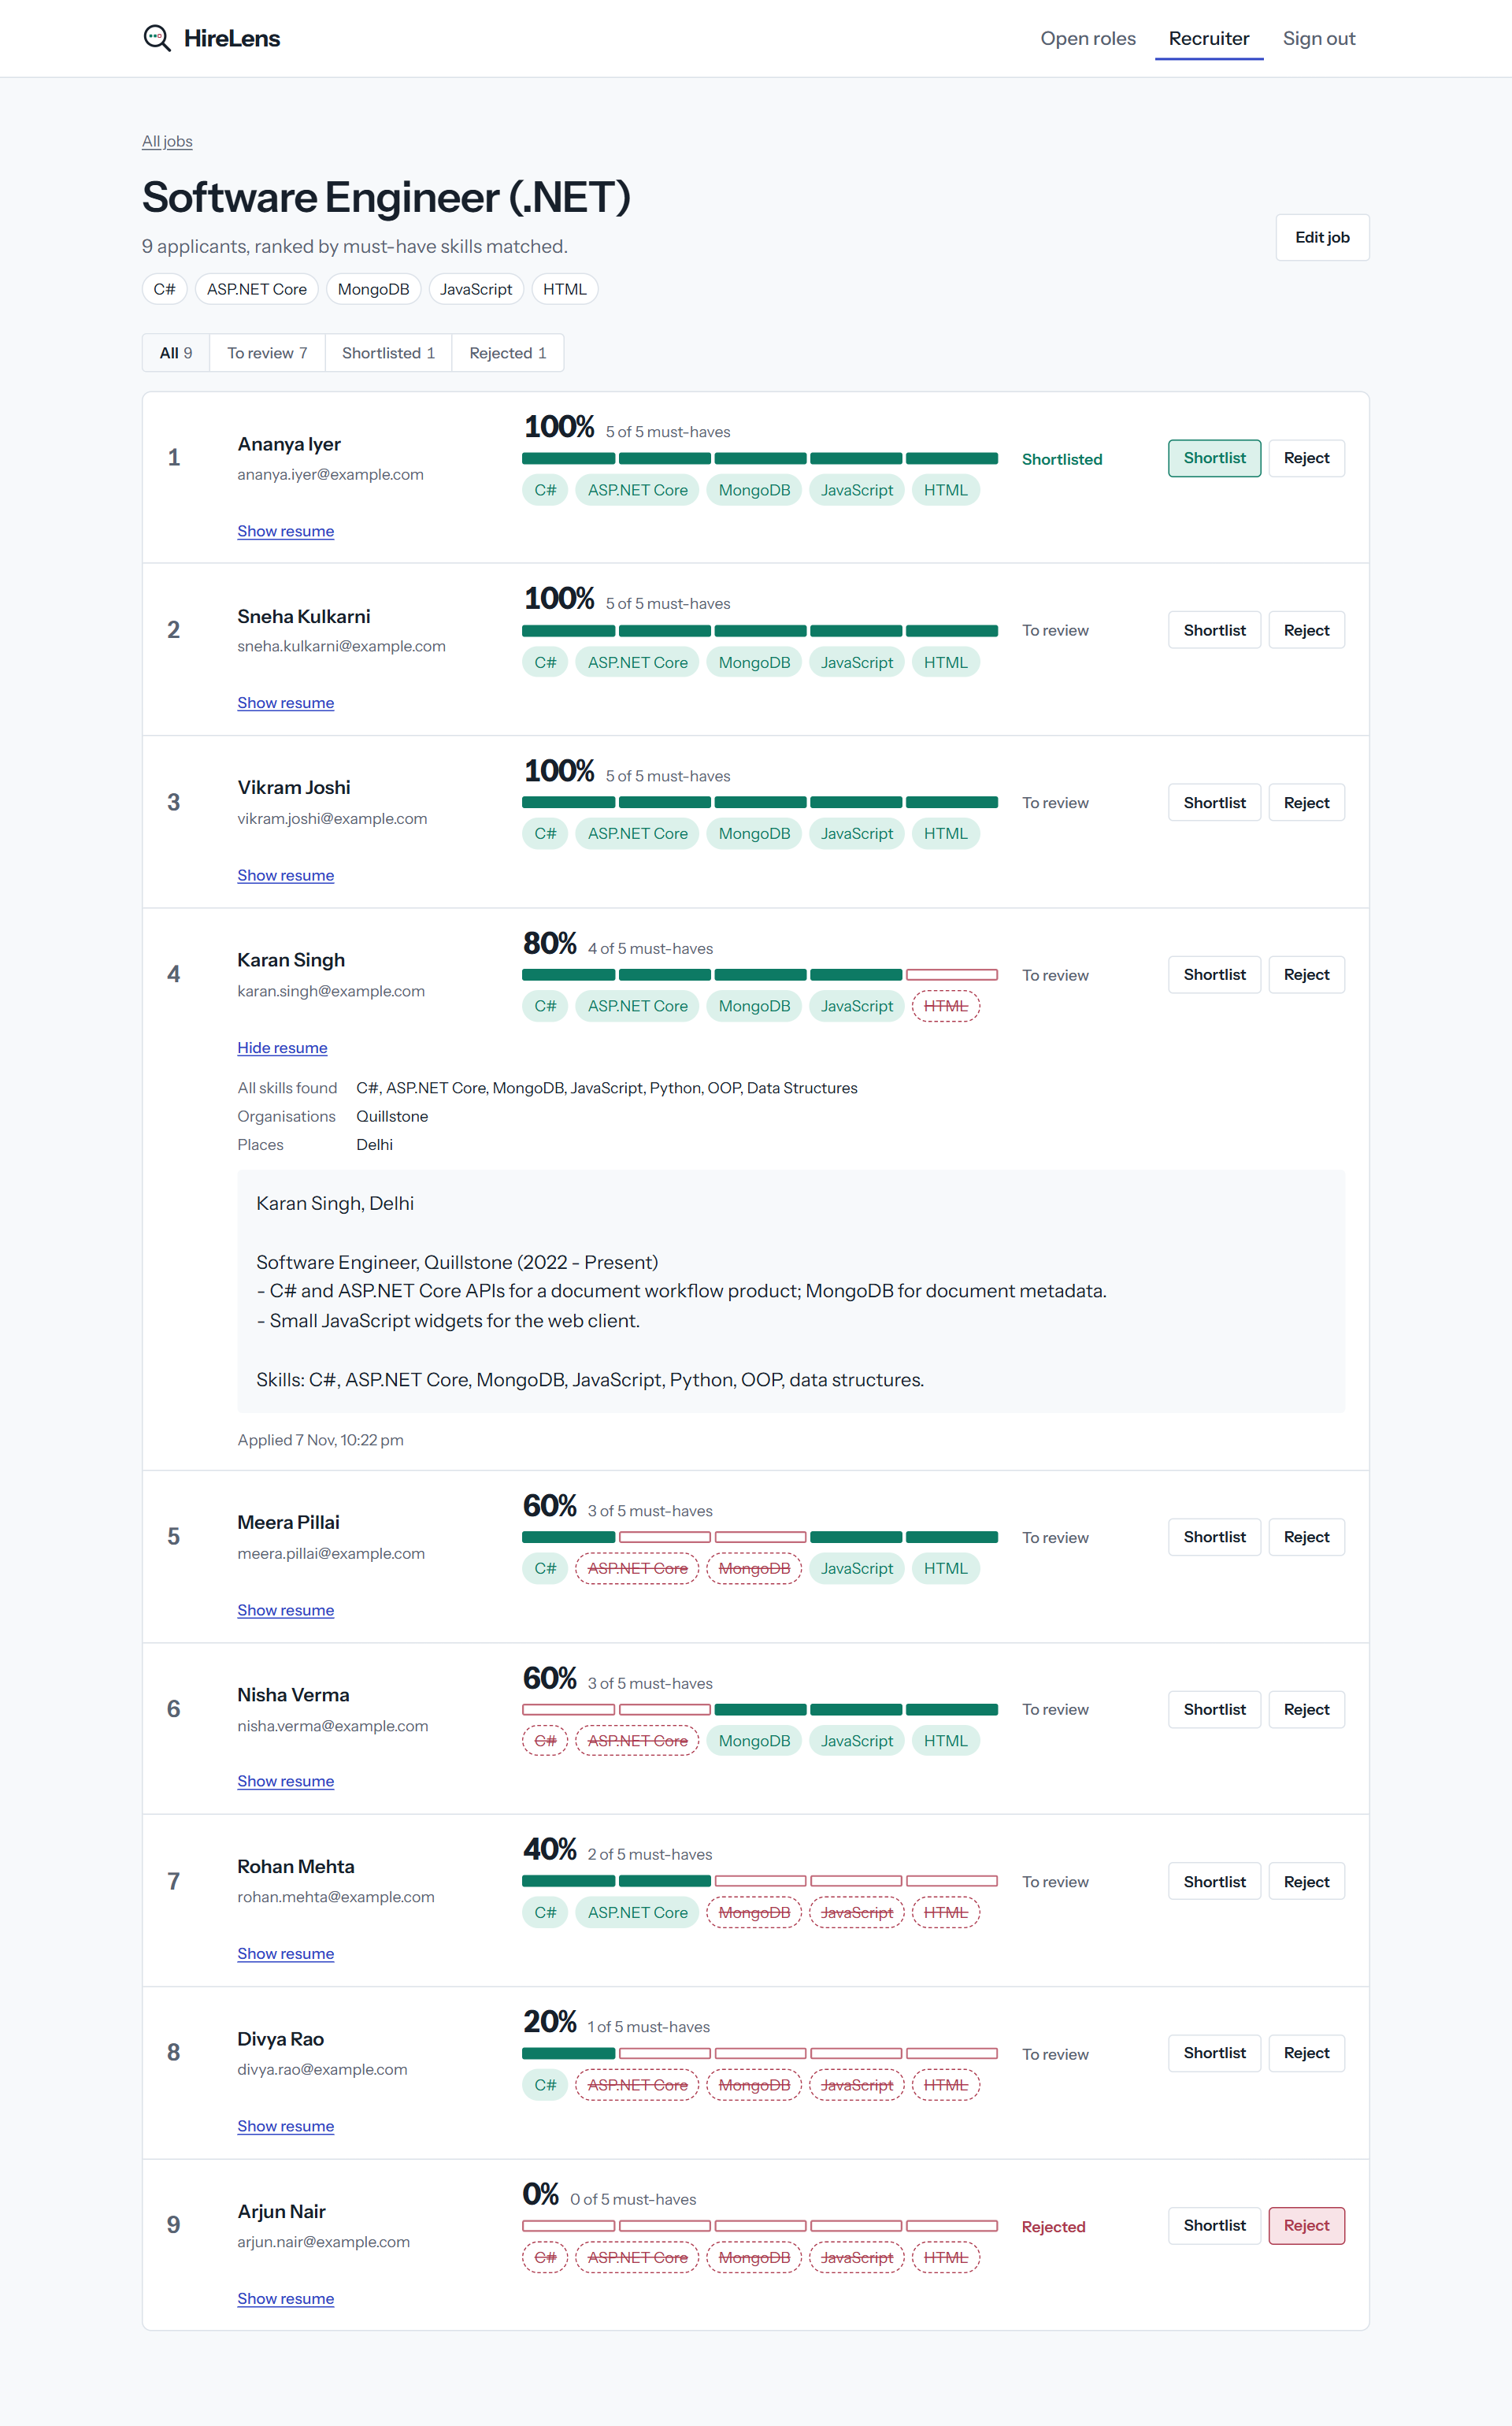 HireLens
Open roles Recruiter Sign out
All jobs
Software Engineer (.NET)
9 applicants, ranked by must-have skills matched.
Edit job
C# ASP.NET Core MongoDB JavaScript HTML
All 9 To review 7 Shortlisted 1 Rejected 1
1
Ananya Iyer
ananya.iyer@example.com
100% 5 of 5 must-haves
C# ASP.NET Core MongoDB JavaScript HTML
Shortlisted
Shortlist Reject
Show resume
2
Sneha Kulkarni
sneha.kulkarni@example.com
100% 5 of 5 must-haves
C# ASP.NET Core MongoDB JavaScript HTML
To review
Shortlist Reject
Show resume
3
Vikram Joshi
vikram.joshi@example.com
100% 5 of 5 must-haves
C# ASP.NET Core MongoDB JavaScript HTML
To review
Shortlist Reject
Show resume
4
Karan Singh
karan.singh@example.com
80% 4 of 5 must-haves
C# ASP.NET Core MongoDB JavaScript HTML
To review
Shortlist Reject
Hide resume
All skills found C#, ASP.NET Core, MongoDB, JavaScript, Python, OOP, Data Structures
Organisations Quillstone
Places Delhi
Karan Singh, Delhi
Software Engineer, Quillstone (2022 - Present)
- C# and ASP.NET Core APIs for a document workflow product; MongoDB for document metadata.
- Small JavaScript widgets for the web client.
Skills: C#, ASP.NET Core, MongoDB, JavaScript, Python, OOP, data structures.
Applied 7 Nov, 10:22 pm
5
Meera Pillai
meera.pillai@example.com
60% 3 of 5 must-haves
C# ASP.NET Core MongoDB JavaScript HTML
To review
Shortlist Reject
Show resume
6
Nisha Verma
nisha.verma@example.com
60% 3 of 5 must-haves
C# ASP.NET Core MongoDB JavaScript HTML
To review
Shortlist Reject
Show resume
7
Rohan Mehta
rohan.mehta@example.com
40% 2 of 5 must-haves
C# ASP.NET Core MongoDB JavaScript HTML
To review
Shortlist Reject
Show resume
8
Divya Rao
divya.rao@example.com
20% 1 of 5 must-haves
C# ASP.NET Core MongoDB JavaScript HTML
To review
Shortlist Reject
Show resume
9
Arjun Nair
arjun.nair@example.com
0% 0 of 5 must-haves
C# ASP.NET Core MongoDB JavaScript HTML
Rejected
Shortlist Reject
Show resume